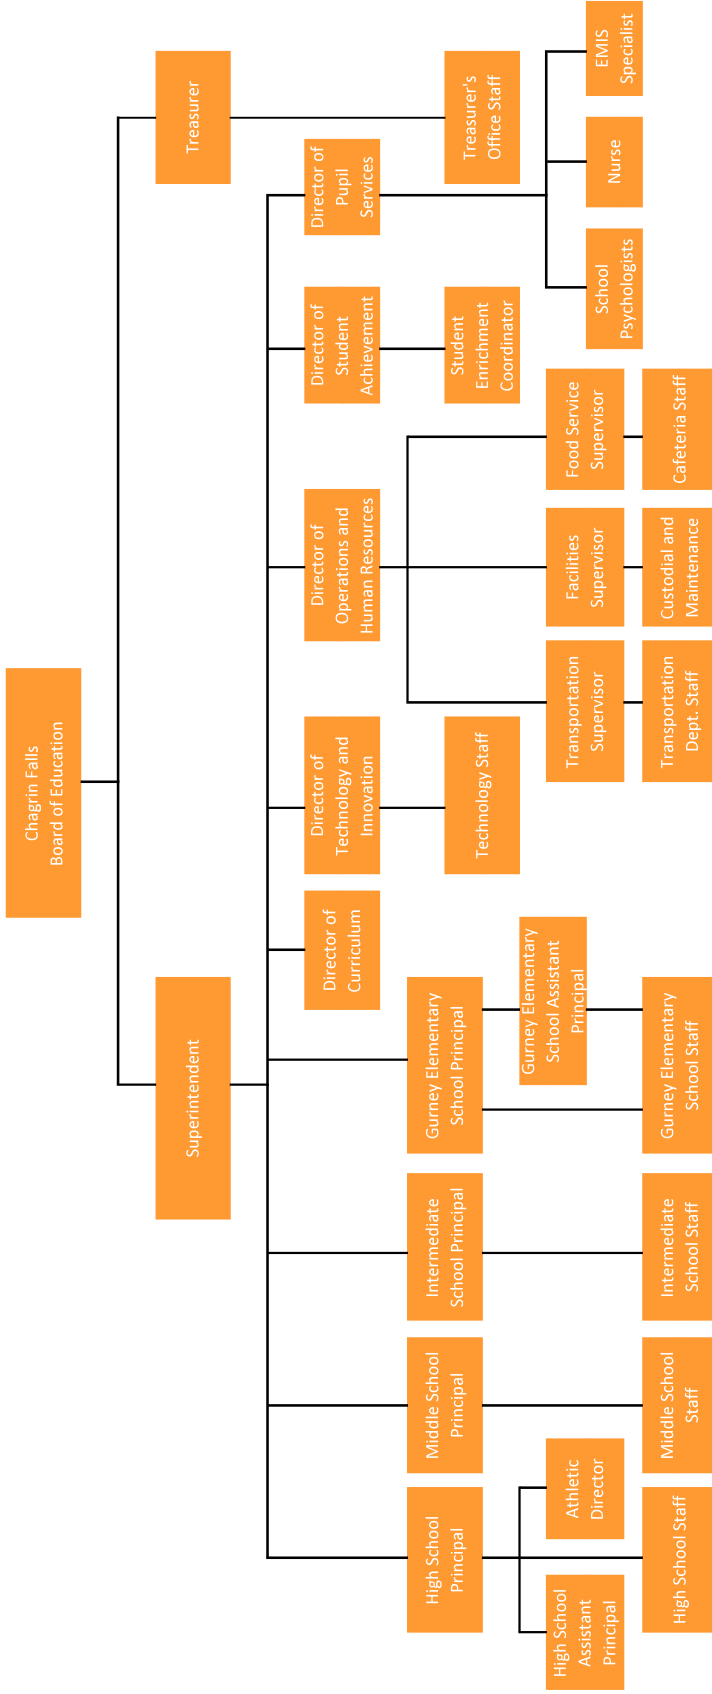 Chagrin Falls
Board of Education
Superintendent
Treasurer
Director of
Curriculum
Director of
Technology and
Innovation
Director of
Operations and
Human Resources
Director of
Student
Achievement
Director of
Pupil
Services
High School
Principal
Middle School
Principal
Intermediate
School Principal
Gurney Elementary
School Principal
Technology Staff
Student
Enrichment
Coordinator
Treasurer's
Office Staff
Gurney Elementary
School Assistant
Principal
High School
Assistant
Principal
Athletic
Director
Transportation
Supervisor
Facilities
Supervisor
Food Service
Supervisor
School
Psychologists
Nurse
EMIS
Specialist
High School Staff
Middle School
Staff
Intermediate
School Staff
Gurney Elementary
School Staff
Transportation
Dept. Staff
Custodial and
Maintenance
Cafeteria Staff